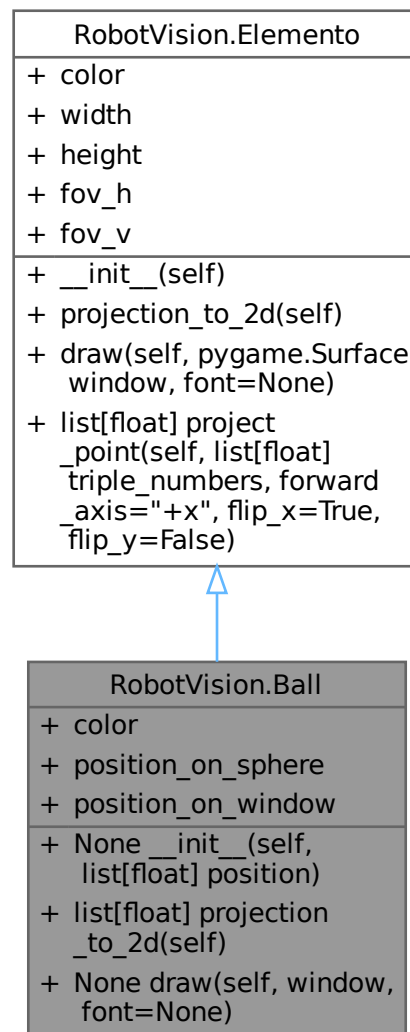 RobotVision.Elemento
+ color
+ width
+ height
+ fov_h
+ fov_v
+ __init__(self)
+ projection_to_2d(self)
+ draw(self, pygame.Surface
window, font=None)
+ list[float] project
_point(self, list[float]
triple_numbers, forward
_axis="+x", flip_x=True,
flip_y=False)
RobotVision.Ball
+ color
+ position_on_sphere
+ position_on_window
+ None __init__(self,
list[float] position)
+ list[float] projection
_to_2d(self)
+ None draw(self, window,
font=None)